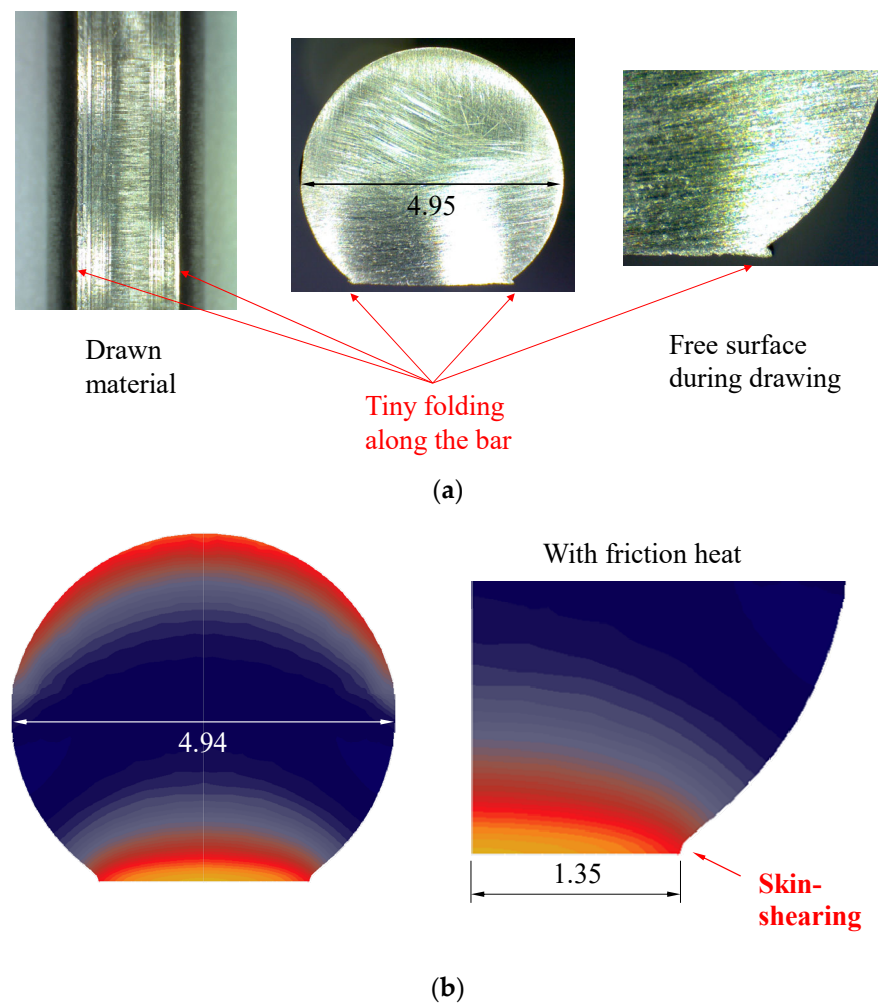 4.95
Drawn
material
Free surface
during drawing
Tiny folding
along the bar
(a)
With friction heat
4.94
1.35
Skin-
shearing
(b)